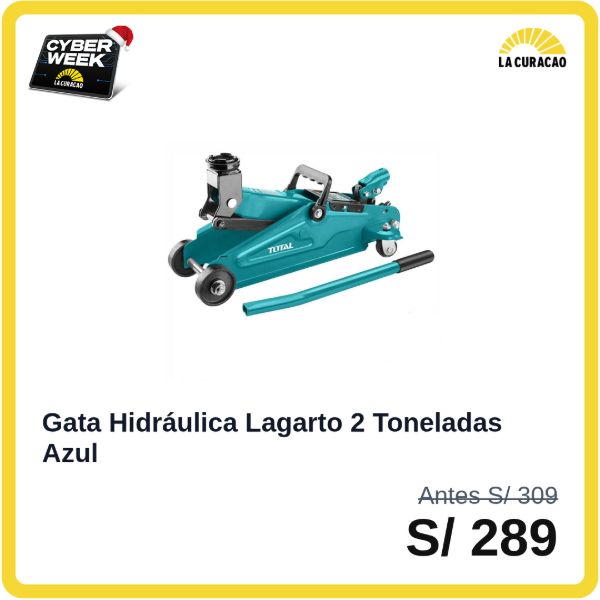 CYBER
WEEK
LA CURACAO
LA CURACAO
TOTAL
Gata Hidráulica Lagarto 2 Toneladas
Azul
Antes S/ 309
S/ 289